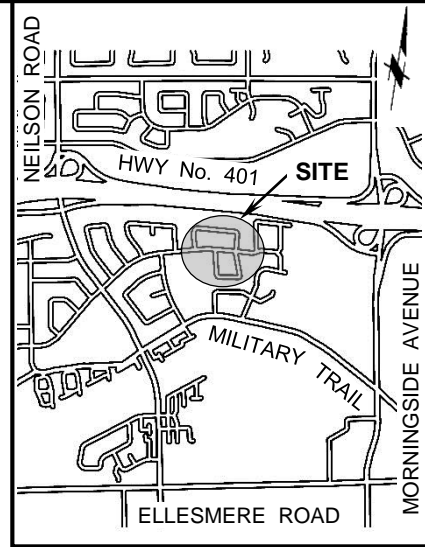 NEILSON ROAD
HWY No. 401
SITE
MILITARY TRAIL
MORNINGSIDE AVENUE
ELLESMERE ROAD